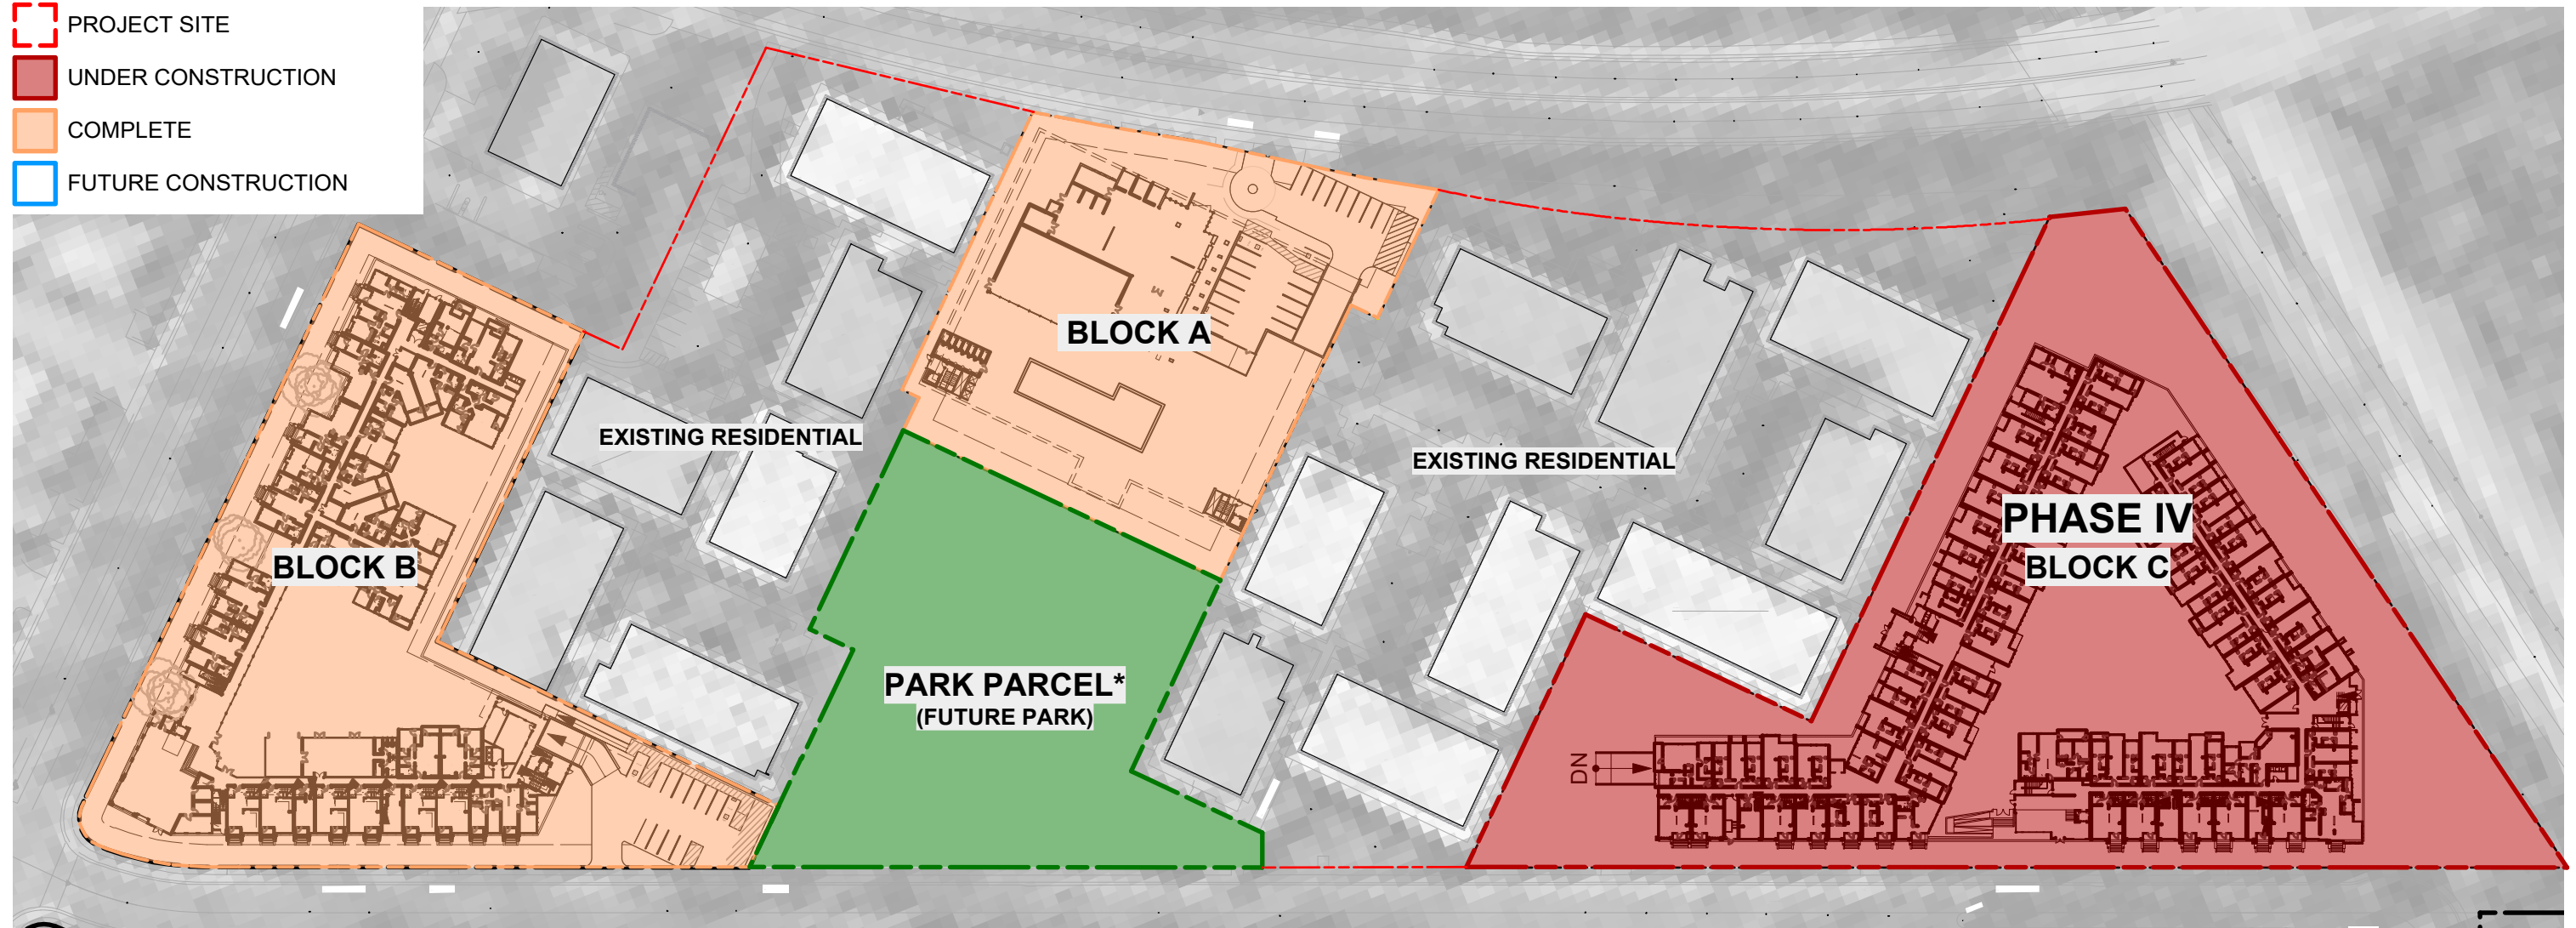 PROJECT SITE
UNDER CONSTRUCTION
COMPLETE
FUTURE CONSTRUCTION
BLOCK A
EXISTING RESIDENTIAL
EXISTING RESIDENTIAL
PHASE IV
BLOCK C
BLOCK B
PARK PARCEL*
(FUTURE PARK)
DN